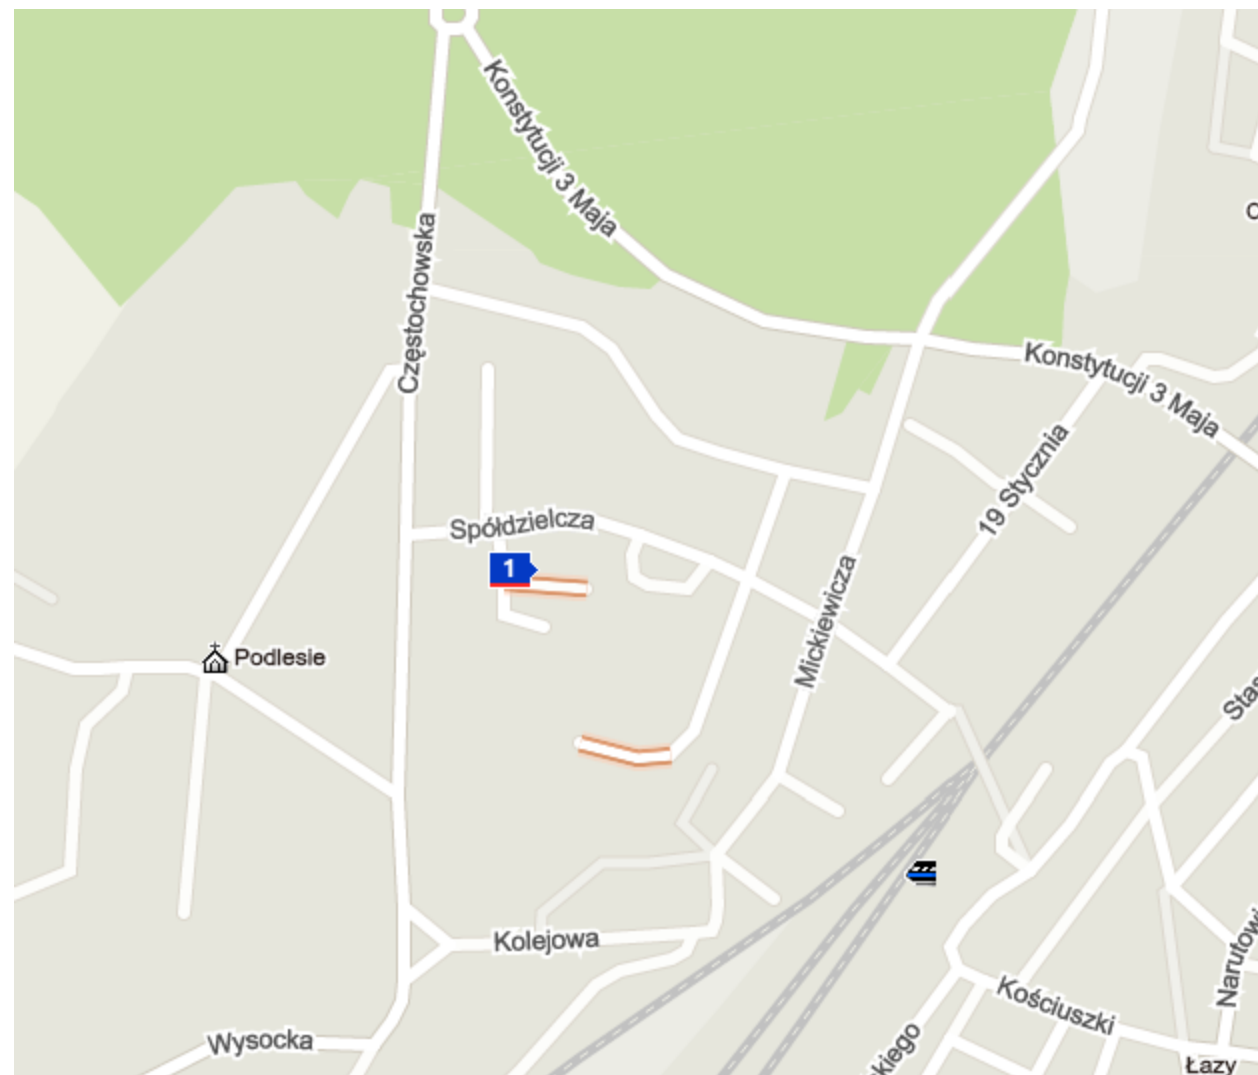 Konstytucji 3 Maja
Częstochowska
Konstytucji 3 Maja
19 Stycznia
Spółdzielcza
1
Mickiewicza
Podlesie
Kolejowa
Kościuszki
Wysocka
Łazy